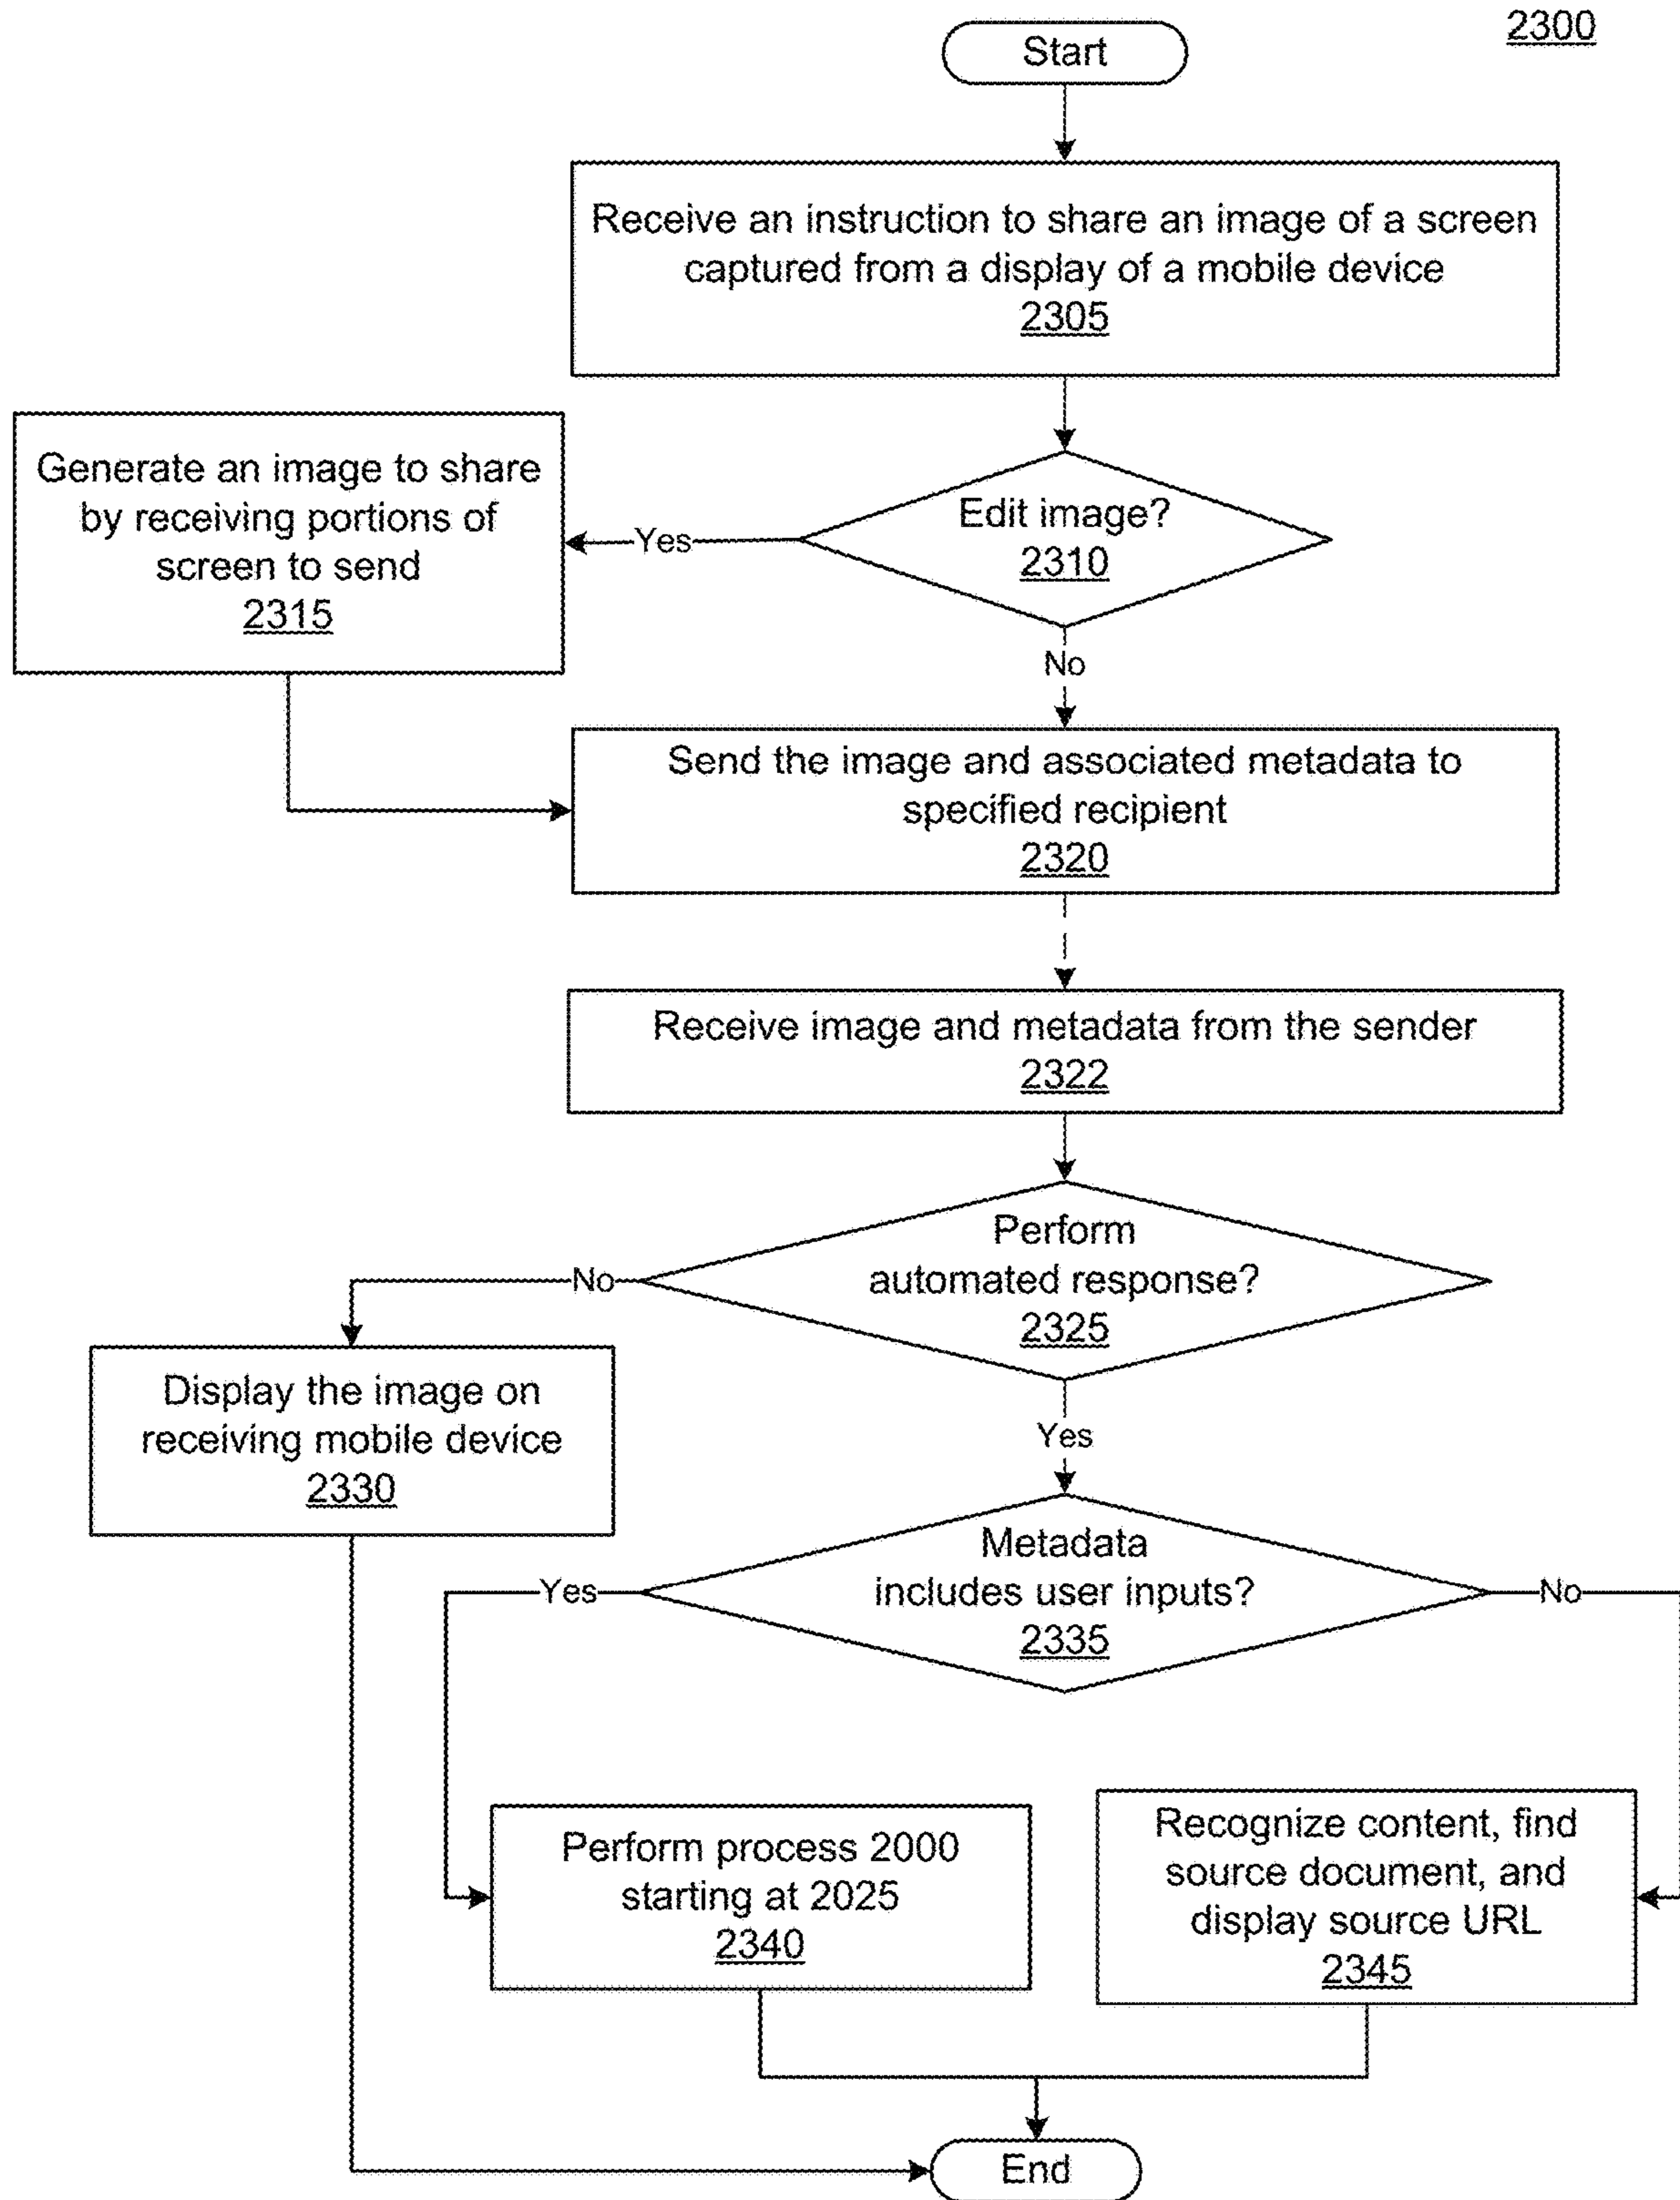 2300
Start
Receive an instruction to share an image of a screen
captured from a display of a mobile device
2305
Edit image?
2310
Yes
No
Generate an image to share
by receiving portions of
screen to send
2315
Send the image and associated metadata to
specified recipient
2320
Receive image and metadata from the sender
2322
Perform
automated response?
2325
No
Yes
Display the image on
receiving mobile device
2330
Metadata
includes user inputs?
2335
Yes
No
Perform process 2000
starting at 2025
2340
Recognize content, find
source document, and
display source URL
2345
End